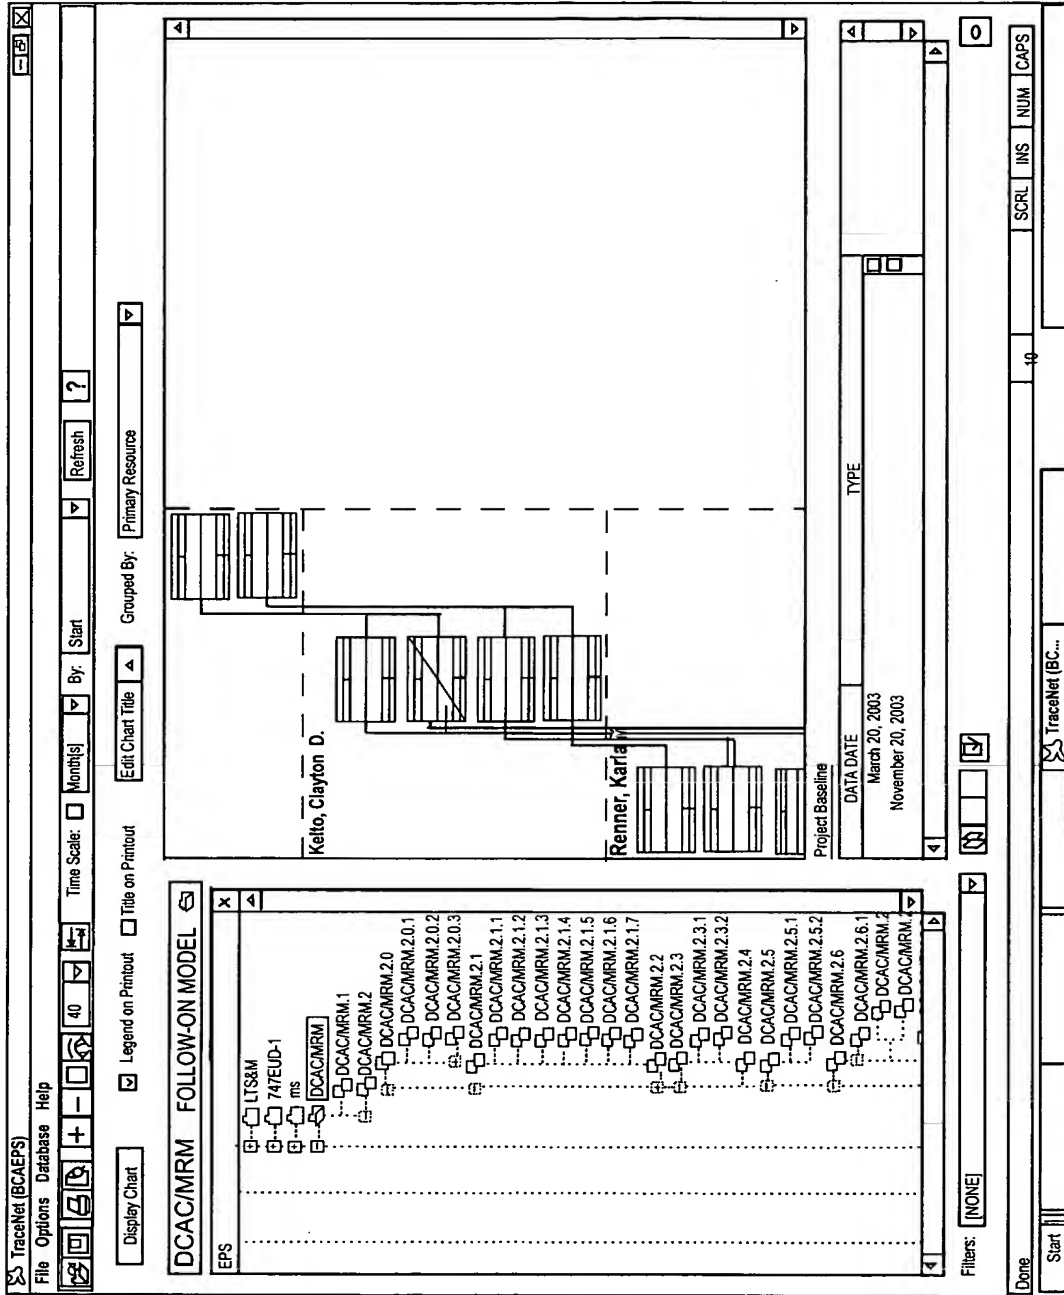 TraceNet (BCAEPS)
File Options Database Help
40 Time Scale: Month[s] By: Start Refresh ?
Display Chart Legend on Printout Title on Printout Edit Chart Title Grouped By: Primary Resource
DCAC/MRM FOLLOW-ON MODEL
EPS X
LTS&M
747EUD-1
ms
DCAC/MRM
DCAC/MRM.1
DCAC/MRM.2
DCAC/MRM.2.0
DCAC/MRM.2.0.1
DCAC/MRM.2.0.2
DCAC/MRM.2.0.3
DCAC/MRM.2.1
DCAC/MRM.2.1.1
DCAC/MRM.2.1.2
DCAC/MRM.2.1.3
DCAC/MRM.2.1.4
DCAC/MRM.2.1.5
DCAC/MRM.2.1.6
DCAC/MRM.2.1.7
DCAC/MRM.2.2
DCAC/MRM.2.3
DCAC/MRM.2.3.1
DCAC/MRM.2.3.2
DCAC/MRM.2.4
DCAC/MRM.2.5
DCAC/MRM.2.5.1
DCAC/MRM.2.5.2
DCAC/MRM.2.6
DCAC/MRM.2.6.1
DCAC/MRM.2
DCAC/MRM.
Kelto, Clayton D.
Renner, Karla
Project Baseline
DATA DATE TYPE
March 20, 2003
November 20, 2003
Filters: [NONE] 0
Done 10 SCRL INS NUM CAPS
Start TraceNet (BC...